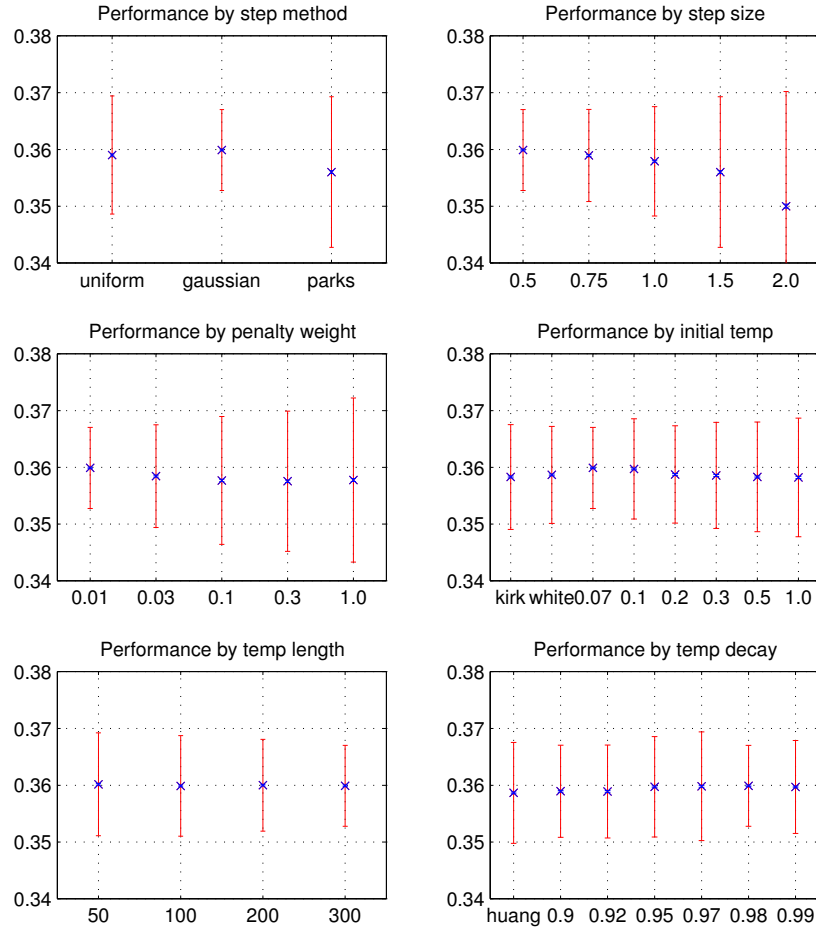 Performance by step method
0.38
0.37
0.36
0.35
0.34
uniform gaussian parks
Performance by step size
0.38
0.37
0.36
0.35
0.34
0.5 0.75 1.0 1.5 2.0
Performance by penalty weight
0.38
0.37
0.36
0.35
0.34
0.01 0.03 0.1 0.3 1.0
Performance by initial temp
0.38
0.37
0.36
0.35
0.34
kirk white 0.07 0.1 0.2 0.3 0.5 1.0
Performance by temp length
0.38
0.37
0.36
0.35
0.34
50 100 200 300
Performance by temp decay
0.38
0.37
0.36
0.35
0.34
huang 0.9 0.92 0.95 0.97 0.98 0.99